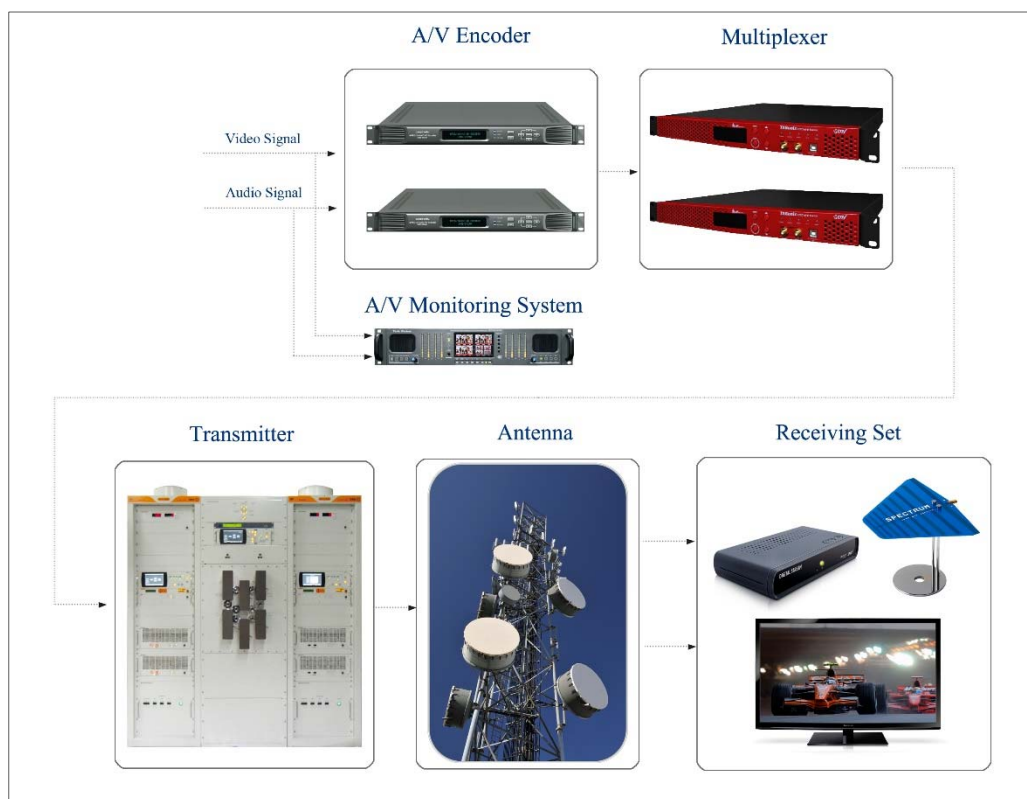 A/V Encoder
Multiplexer
Video Signal
Audio Signal
A/V Monitoring System
Transmitter
Antenna
Receiving Set
SPECTRUM